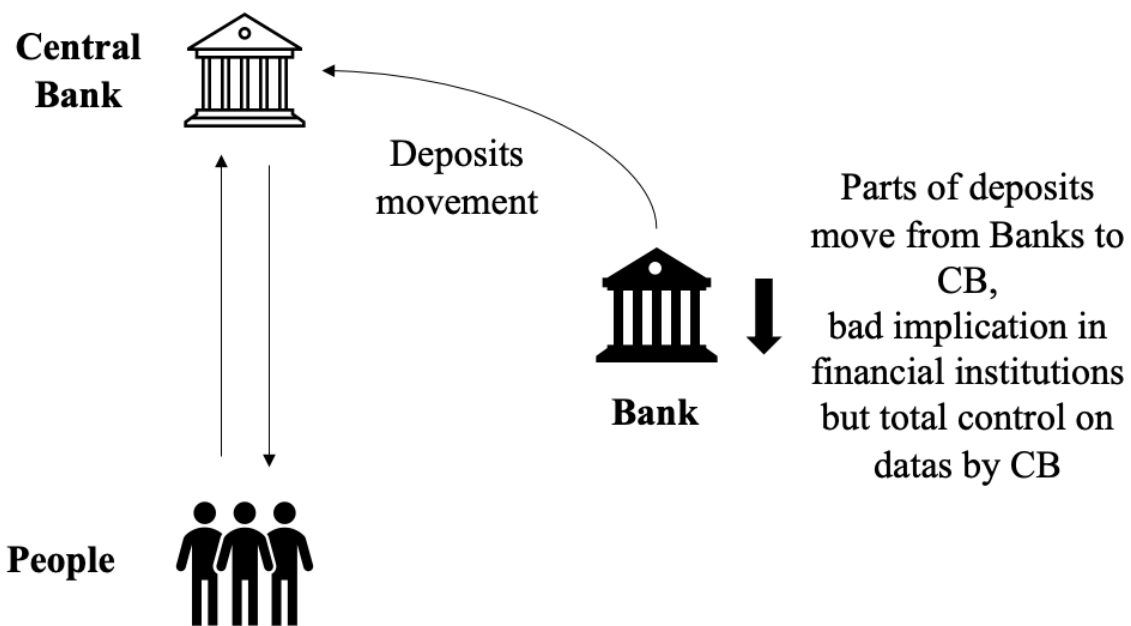 Central
Bank
Deposits
movement
Parts of deposits
move from Banks to
CB,
bad implication in
financial institutions
but total control on
datas by CB
Bank
People